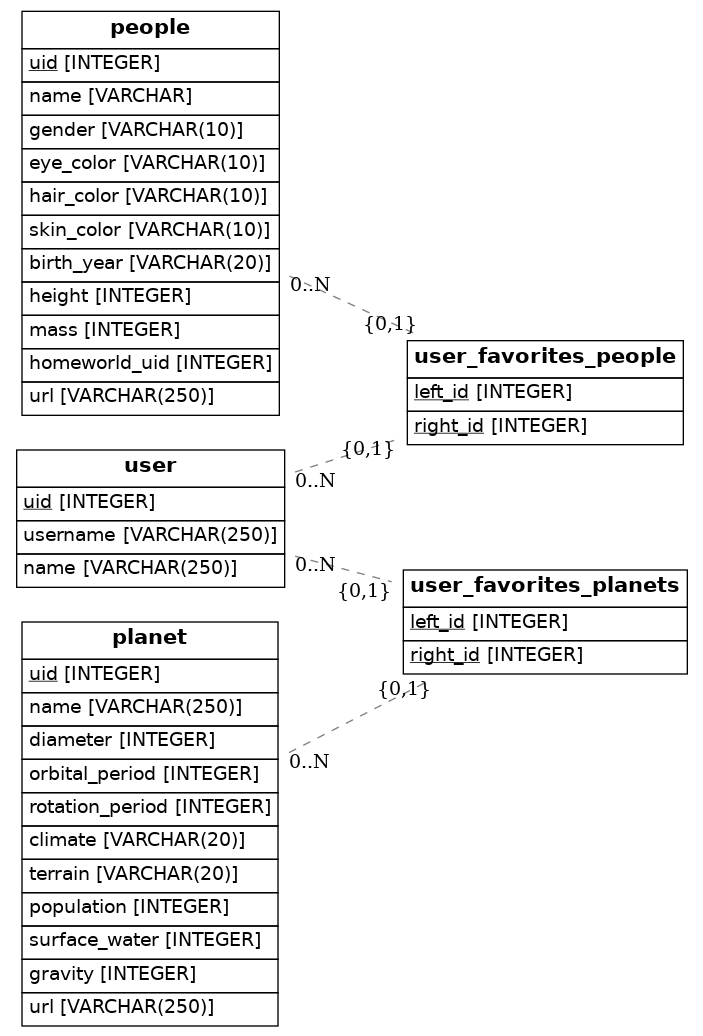 people
uid [INTEGER]
name [VARCHAR]
gender [VARCHAR(10)]
eye_color [VARCHAR(10)]
hair_color [VARCHAR(10)]
skin_color [VARCHAR(10)]
birth_year [VARCHAR(20)]
height [INTEGER]
mass [INTEGER]
homeworld_uid [INTEGER]
url [VARCHAR(250)]
0..N
{0,1}
user_favorites_people
left_id [INTEGER]
right_id [INTEGER]
{0,1}
0..N
user
uid [INTEGER]
username [VARCHAR(250)]
name [VARCHAR(250)]
0..N
{0,1}
user_favorites_planets
left_id [INTEGER]
right_id [INTEGER]
{0,1}
0..N
planet
uid [INTEGER]
name [VARCHAR(250)]
diameter [INTEGER]
orbital_period [INTEGER]
rotation_period [INTEGER]
climate [VARCHAR(20)]
terrain [VARCHAR(20)]
population [INTEGER]
surface_water [INTEGER]
gravity [INTEGER]
url [VARCHAR(250)]